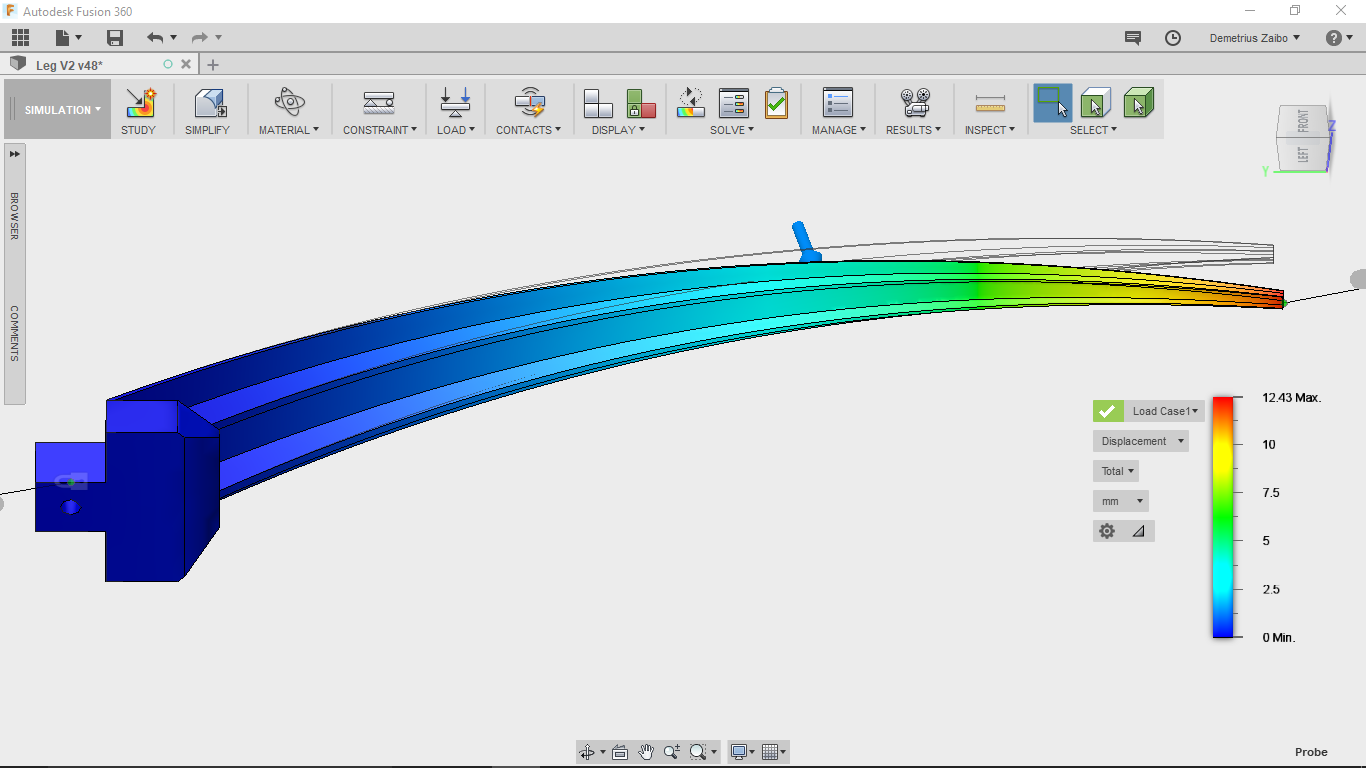 Autodesk Fusion 360
Demetrius Zaibo
Leg V2 v48*
SIMULATION
STUDY
SIMPLIFY
MATERIAL
CONSTRAINT
LOAD
CONTACTS
DISPLAY
SOLVE
MANAGE
RESULTS
INSPECT
SELECT
FRONT
LEFT
Z
Y
BROWSER
COMMENTS
Load Case1
Displacement
Total
mm
12.43 Max.
10
7.5
5
2.5
0 Min.
Probe